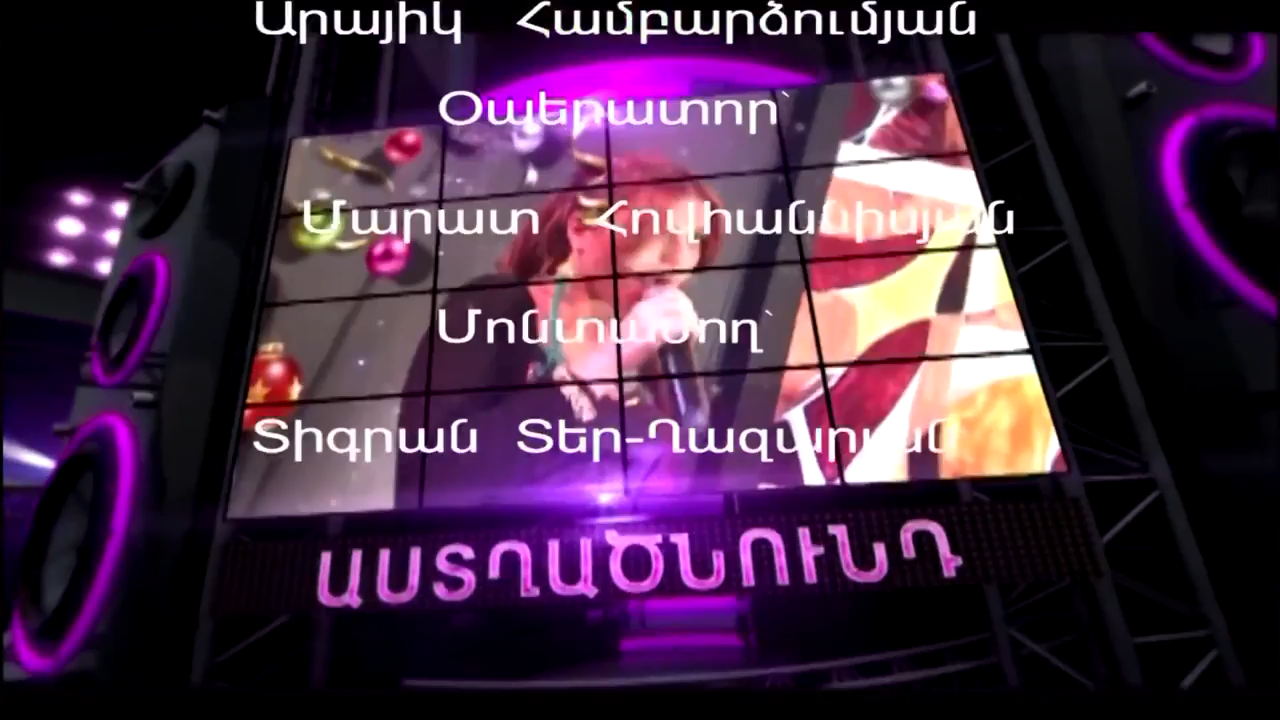 Արայիկ Համբարձումյան
Օպերատոր՝
Մարատ Հովհաննիսյան
Մոնտաժող՝
Տիգրան Տեր-Ղազարյան
ԱՍՏՂԱԾՆՈՒՆԴ